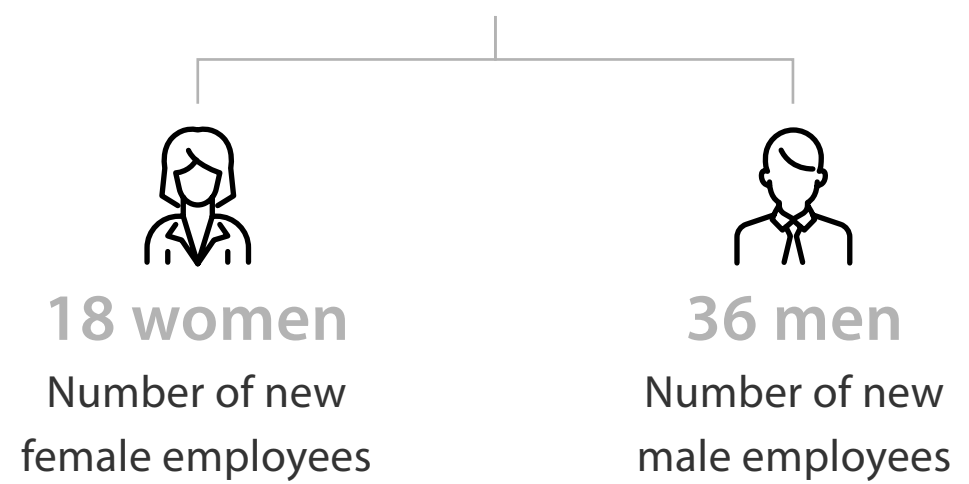 18 women
Number of new
female employees
36 men
Number of new
male employees